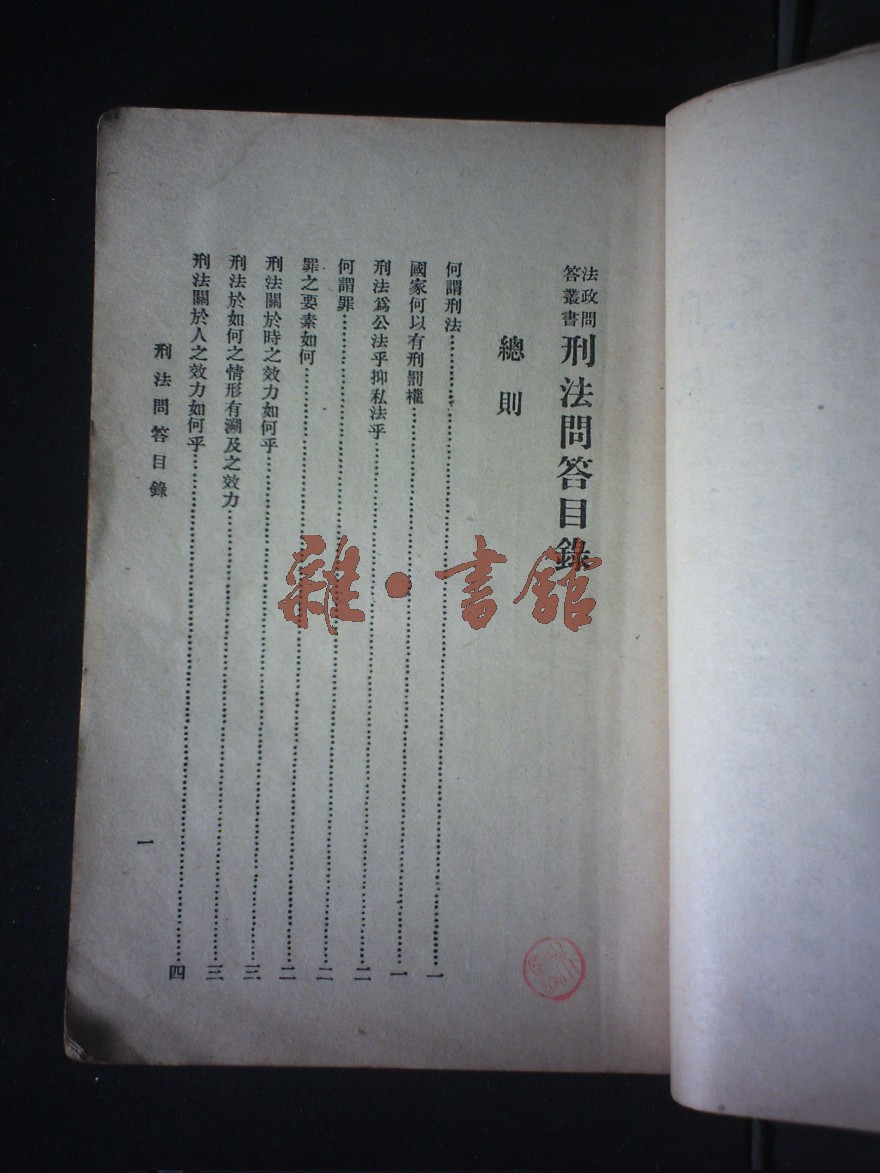 法政問
答叢書
刑法問答目錄
總則
何謂刑法⋯⋯一
國家何以有刑罰權⋯⋯一
刑法爲公法乎抑私法乎⋯⋯二
何謂罪⋯⋯二
罪之要素如何⋯⋯二
刑法關於時之效力如何乎⋯⋯三
刑法於如何之情形有溯及之效力⋯⋯三
刑法關於人之效力如何乎⋯⋯四
刑法問答目錄
一
雜·書館